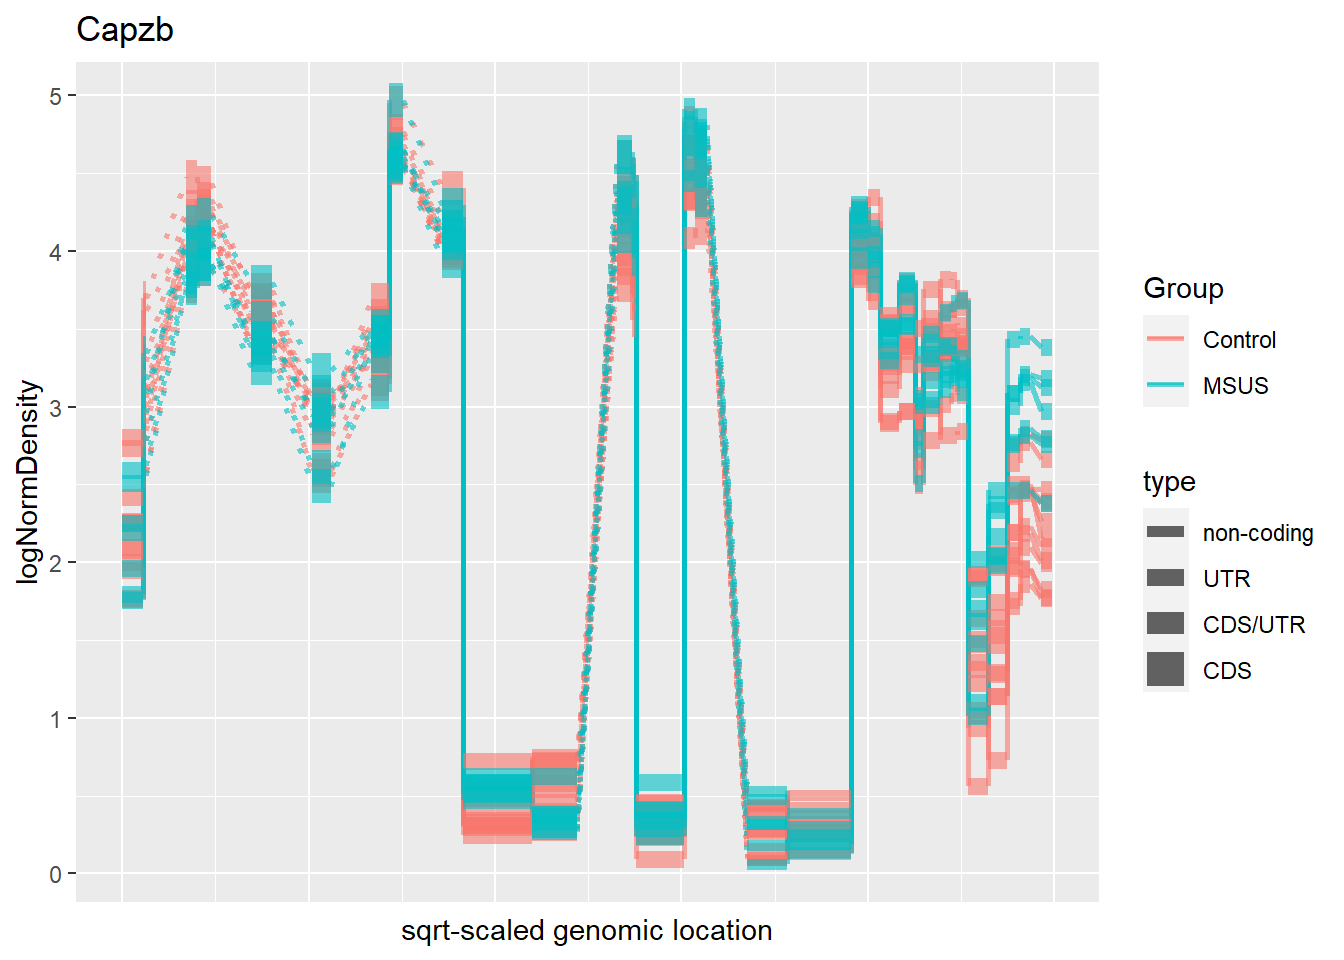 Capzb
5
4
3
2
1
0
logNormDensity
sqrt-scaled genomic location
Group
Control
MSUS
type
non-coding
UTR
CDS/UTR
CDS